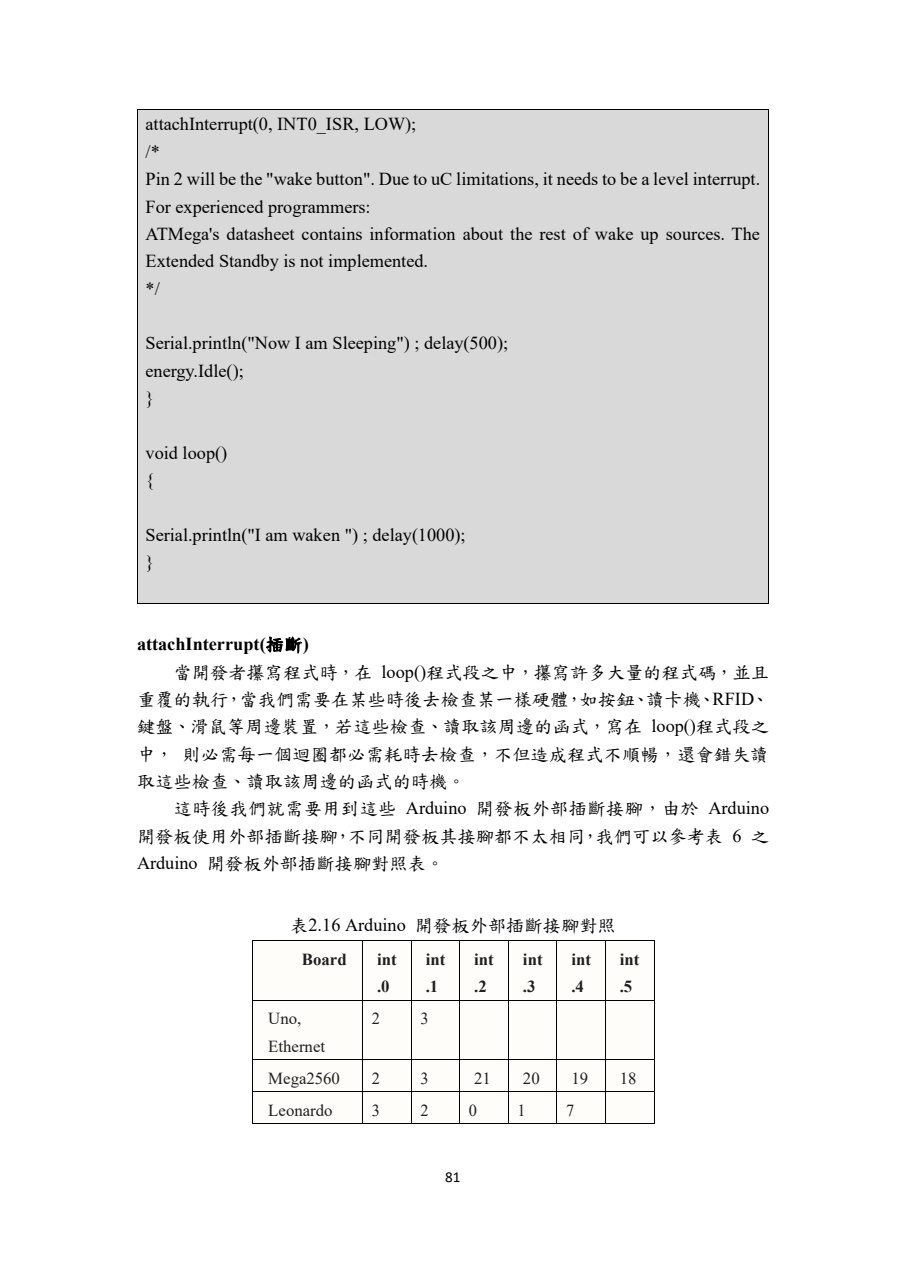 attachInterrupt(0, INT0_ISR, LOW);
/*
Pin 2 will be the "wake button". Due to uC limitations, it needs to be a level interrupt.
For experienced programmers:
ATMega's datasheet contains information about the rest of wake up sources. The
Extended Standby is not implemented.
*/
Serial.println("Now I am Sleeping") ; delay(500);
energy.Idle();
}
void loop()
{
Serial.println("I am waken ") ; delay(1000);
}
attachInterrupt(插斷)
當開發者攥寫程式時，在 loop()程式段之中，攥寫許多大量的程式碼，並且
重覆的執行，當我們需要在某些時後去檢查某一樣硬體，如按鈕、讀卡機、RFID、
鍵盤、滑鼠等周邊裝置，若這些檢查、讀取該周邊的函式，寫在 loop()程式段之
中， 則必需每一個迴圈都必需耗時去檢查，不但造成程式不順暢，還會錯失讀
取這些檢查、讀取該周邊的函式的時機。
這時後我們就需要用到這些 Arduino 開發板外部插斷接腳，由於 Arduino
開發板使用外部插斷接腳，不同開發板其接腳都不太相同，我們可以參考表 6 之
Arduino 開發板外部插斷接腳對照表。
表2.16 Arduino 開發板外部插斷接腳對照
Board int int int int int int
.0 .1 .2 .3 .4 .5
Uno, 2 3
Ethernet
Mega2560 2 3 21 20 19 18
Leonardo 3 2 0 1 7
81